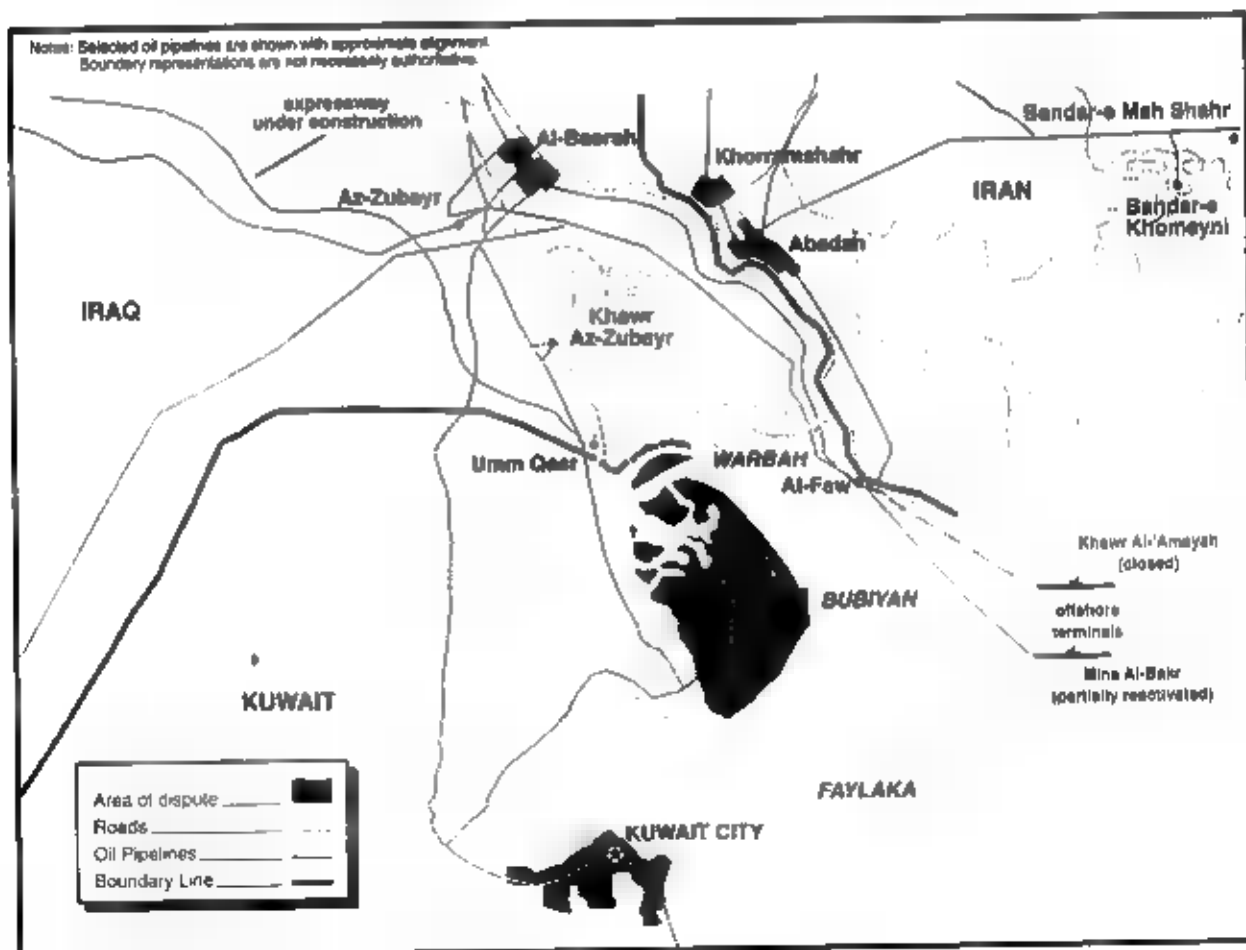 Notes: Selected oil pipelines are shown with approximate alignment.
Boundary representations are not necessarily authoritative.
expressway
under construction
Al-Basrah
Az-Zubayr
Khorramshahr
Bandar-e Mah Shahr
IRAN
Bandar-e
Khomeyni
Abadan
IRAQ
Khawr
Az-Zubayr
Umm Qasr
WARBAH
Al-Faw
Khawr Al-'Amayah
(closed)
BUBIYAN
offshore
terminals
Mina Al-Bakr
(partially reactivated)
KUWAIT
FAYLAKA
KUWAIT CITY
Area of dispute
Roads
Oil Pipelines
Boundary Line